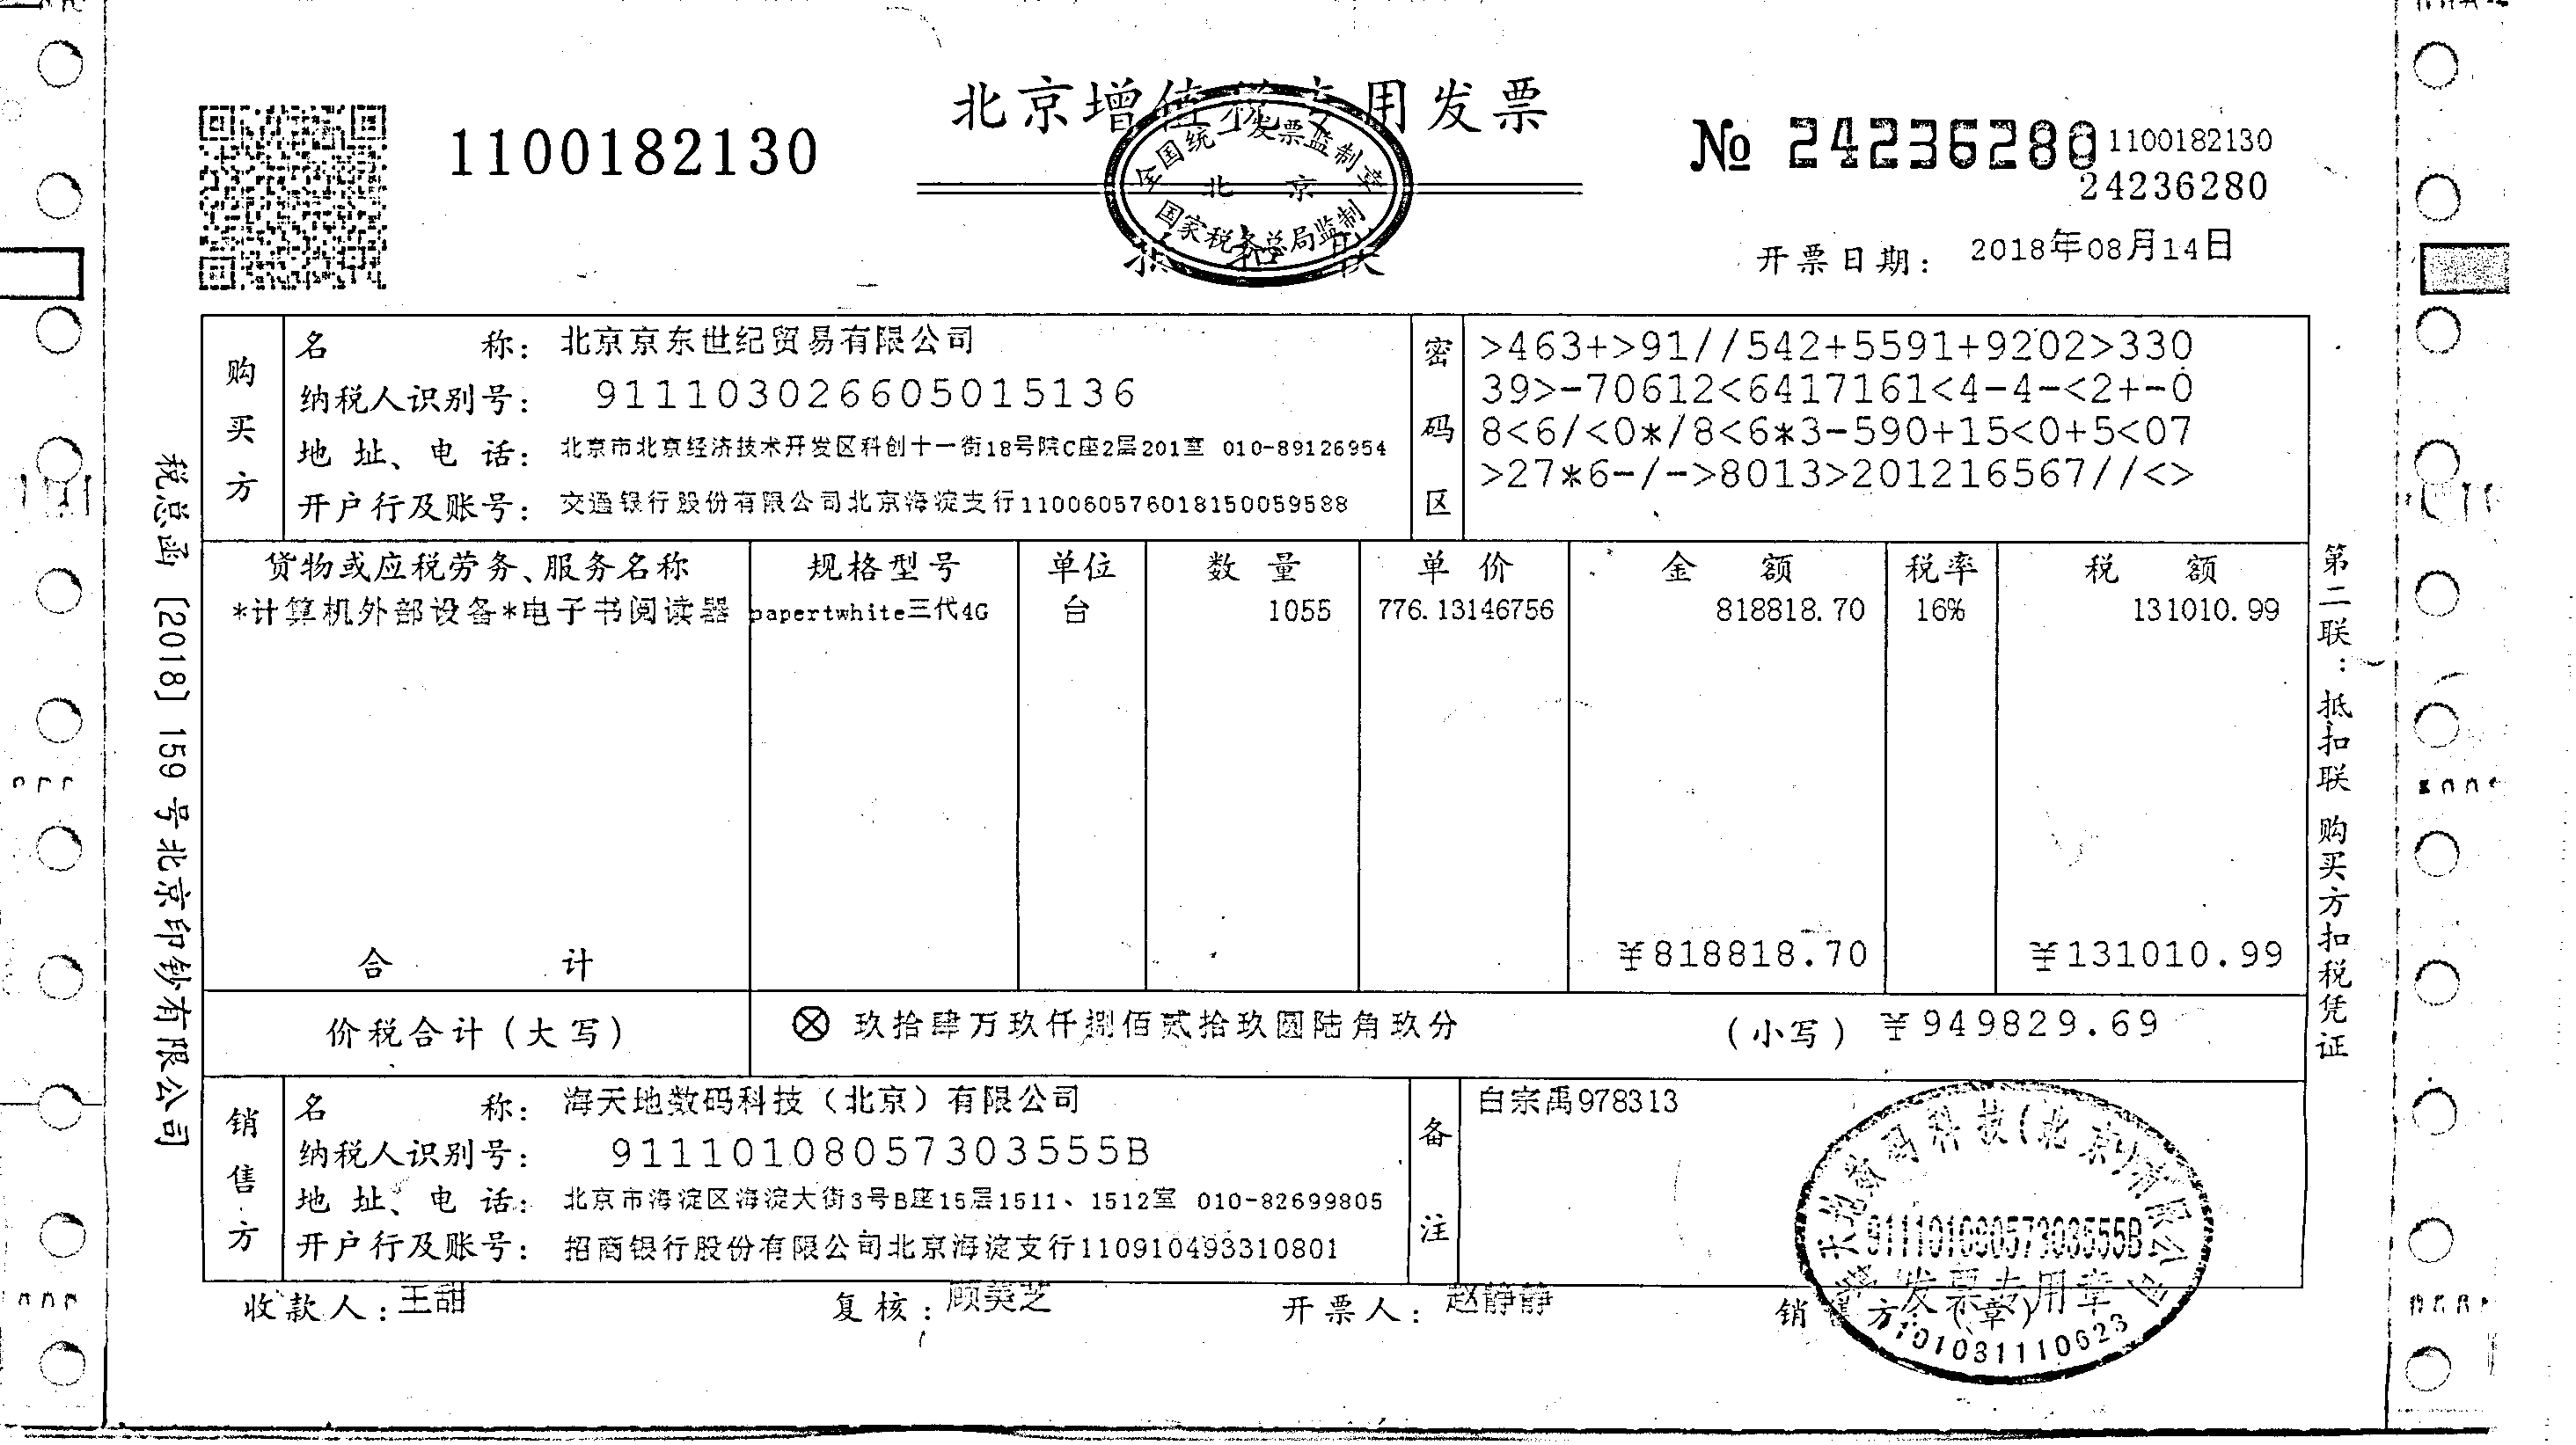 北京增值税专用发票
1100182130
№ 24236280
1100182130
24236280
全国统一发票监制章
北京
国家税务总局监制
抵扣联
开票日期: 2018年08月14日
购买方
名称: 北京京东世纪贸易有限公司
纳税人识别号: 911103026605015136
地址、电话: 北京市北京经济技术开发区科创十一街18号院C座2层201室 010-89126954
开户行及账号: 交通银行股份有限公司北京海淀支行110060576018150059588
密码区
>463+>91//542+5591+9202>330
39>-70612<6417161<4-4-<2+-0
8<6/<0*/8<6*3-590+15<0+5<07
>27*6-/->8013>201216567//<>
货物或应税劳务、服务名称 规格型号 单位 数量 单价 金额 税率 税额
*计算机外部设备*电子书阅读器 papertwhite三代4G 台 1055 776.13146756 818818.70 16% 131010.99
合计 ¥818818.70 ¥131010.99
价税合计(大写) ⊗玖拾肆万玖仟捌佰贰拾玖圆陆角玖分 (小写) ¥949829.69
销售方
名称: 海天地数码科技(北京)有限公司
纳税人识别号: 91110108057303555B
地址、电话: 北京市海淀区海淀大街3号B座15层1511、1512室 010-82699805
开户行及账号: 招商银行股份有限公司北京海淀支行110910493310801
备注
白宗禹978313
收款人: 王甜 复核: 顾美芝 开票人: 赵静静 销售方:(章)
海天地数码科技(北京)有限公司
91110108057303555B
发票专用章
税总函[2018]159号北京印钞有限公司
第二联:抵扣联 购买方扣税凭证